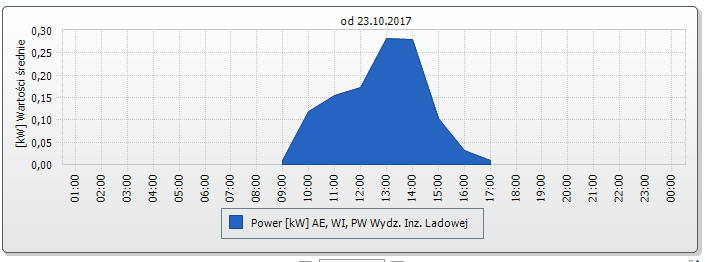 od 23.10.2017
[kW] Wartości średnie
0,30
0,25
0,20
0,15
0,10
0,05
0,00
01:00 02:00 03:00 04:00 05:00 06:00 07:00 08:00 09:00 10:00 11:00 12:00 13:00 14:00 15:00 16:00 17:00 18:00 19:00 20:00 21:00 22:00 23:00 00:00
Power [kW] AE, WI, PW Wydz. Inz. Ladowej